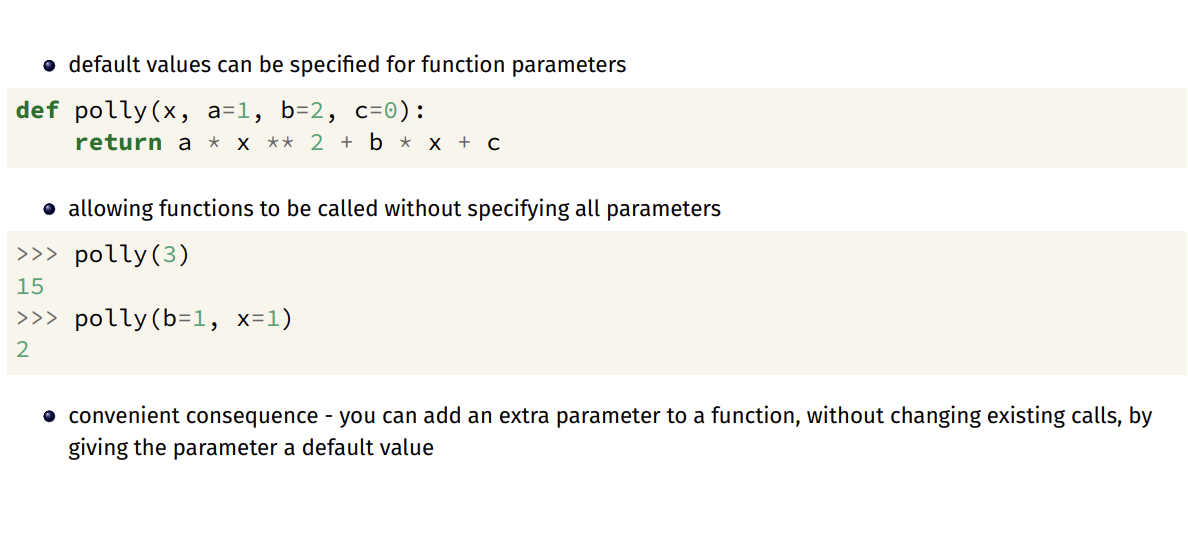 default values can be specified for function parameters
def polly(x, a=1, b=2, c=0):
    return a * x ** 2 + b * x + c
allowing functions to be called without specifying all parameters
>>> polly(3)
15
>>> polly(b=1, x=1)
2
convenient consequence - you can add an extra parameter to a function, without changing existing calls, by
giving the parameter a default value